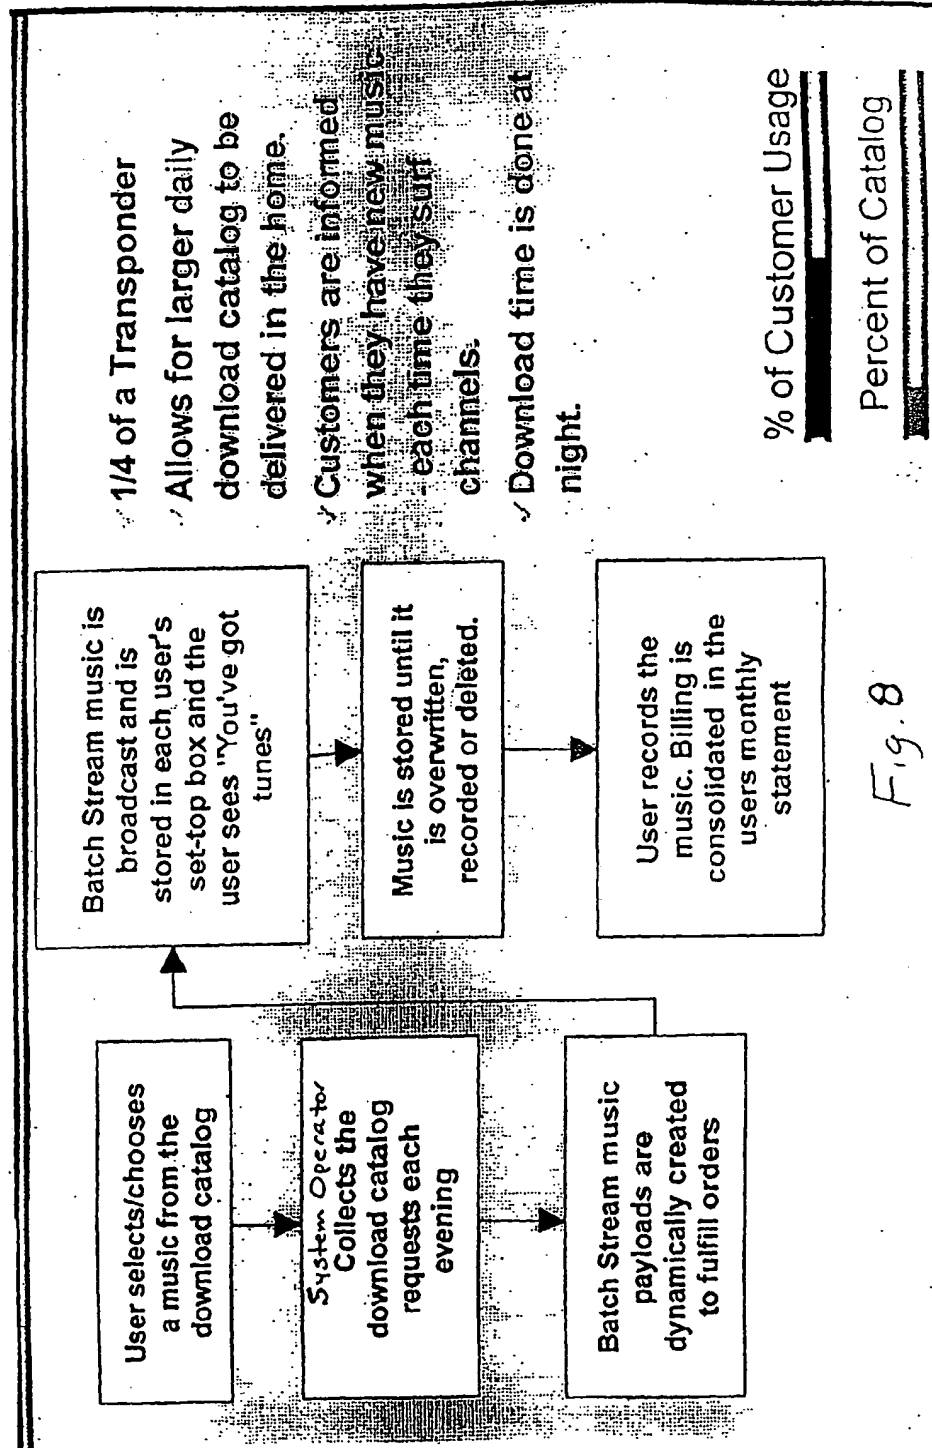 User selects/chooses
a music from the
download catalog
System Operator
Collects the
download catalog
requests each
evening
Batch Stream music
payloads are
dynamically created
to fulfill orders
Batch Stream music is
broadcast and is
stored in each user's
set-top box and the
user sees "You've got
tunes"
Music is stored until it
is overwritten,
recorded or deleted.
User records the
music. Billing is
consolidated in the
users monthly
statement
✓ 1/4 of a Transponder
✓ Allows for larger daily
download catalog to be
delivered in the home.
✓ Customers are informed
when they have new music
- each time they surf
channels.
✓ Download time is done at
night.
% of Customer Usage
Percent of Catalog
Fig. 8